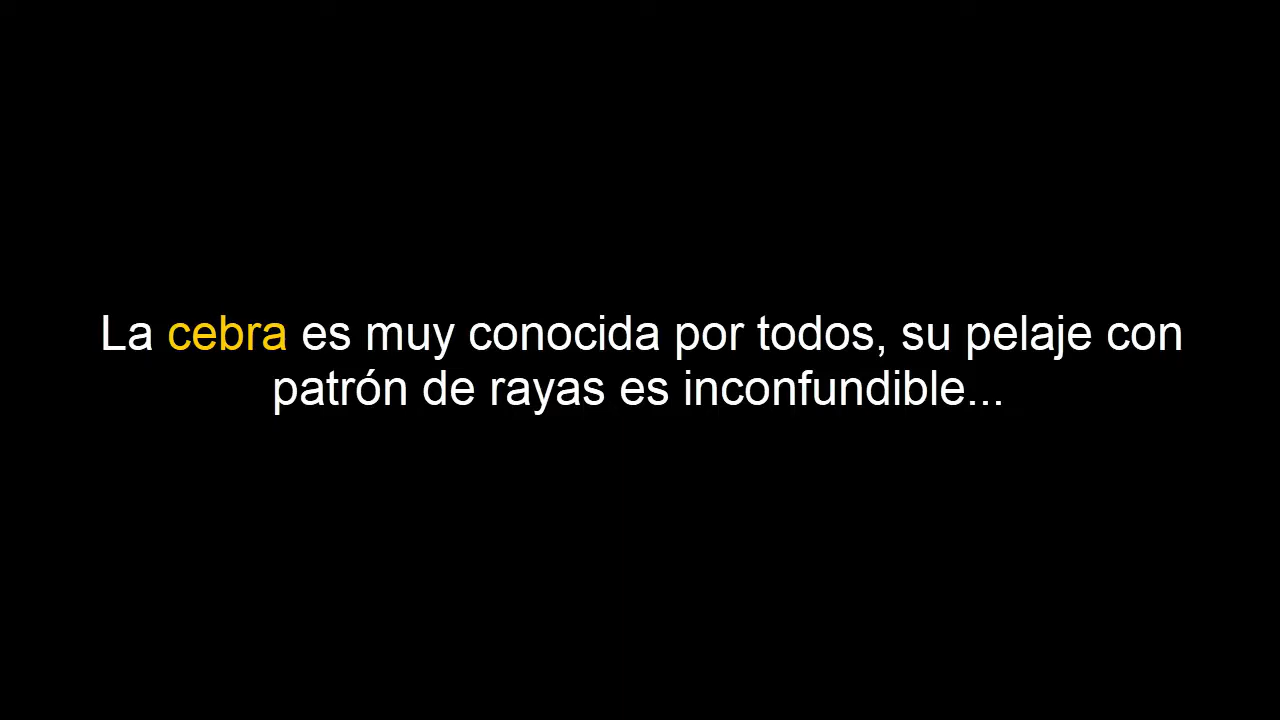 La cebra es muy conocida por todos, su pelaje con
patrón de rayas es inconfundible...